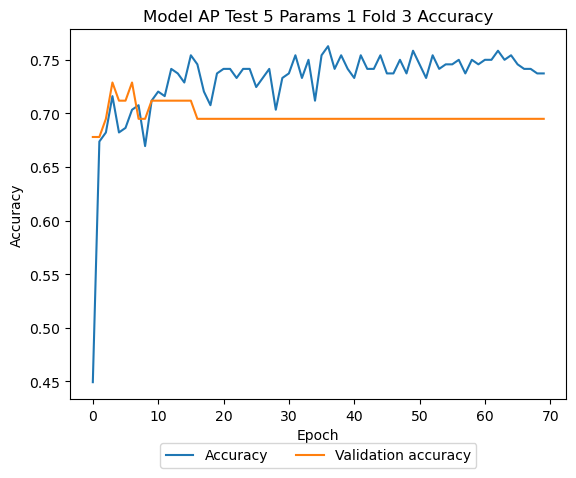 Model AP Test 5 Params 1 Fold 3 Accuracy
0.75
0.70
0.65
0.60
0.55
0.50
0.45
Accuracy
0 10 20 30 40 50 60 70
Epoch
Accuracy Validation accuracy